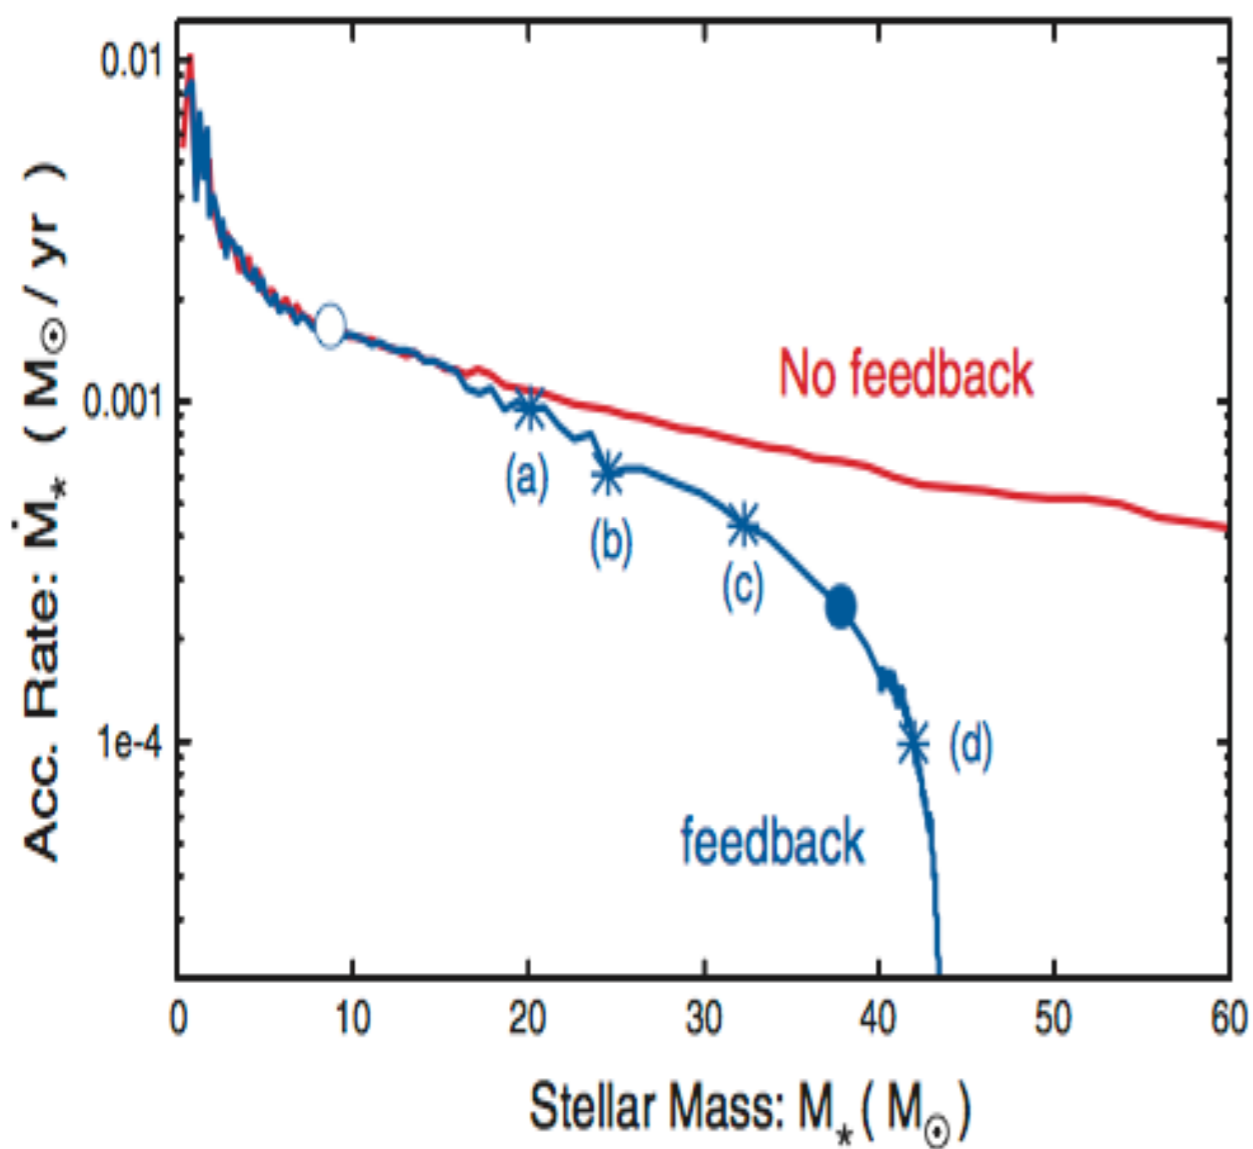 0.01
0.001
1e-4
Acc. Rate: Ṁ* ( M⊙ / yr )
No feedback
(a)
(b)
(c)
(d)
feedback
0 10 20 30 40 50 60
Stellar Mass: M* ( M⊙)